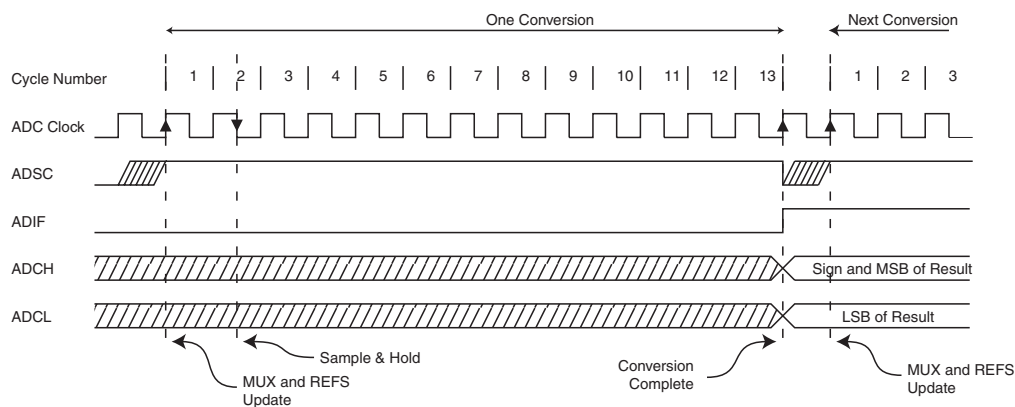 One Conversion
Next Conversion
Cycle Number
1 2 3 4 5 6 7 8 9 10 11 12 13 1 2 3
ADC Clock
ADSC
ADIF
ADCH
Sign and MSB of Result
ADCL
LSB of Result
Sample & Hold
MUX and REFS
Update
Conversion
Complete
MUX and REFS
Update